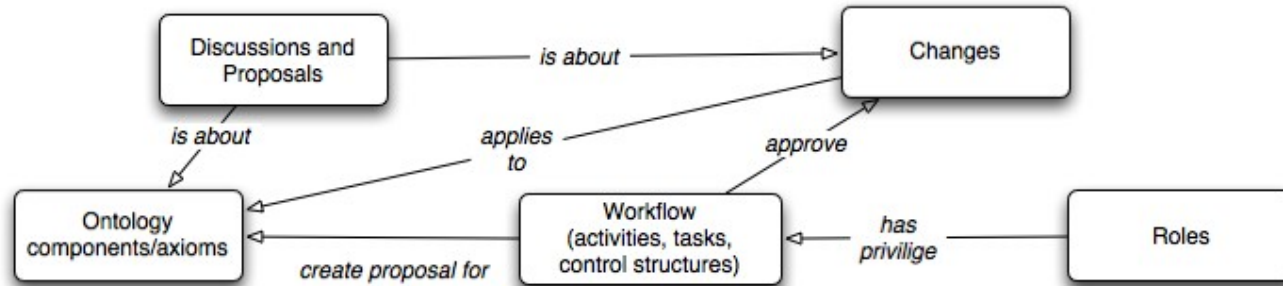 Discussions and
Proposals
is about
Changes
is about
applies
to
approve
Ontology
components/axioms
create proposal for
Workflow
(activities, tasks,
control structures)
has
privilige
Roles